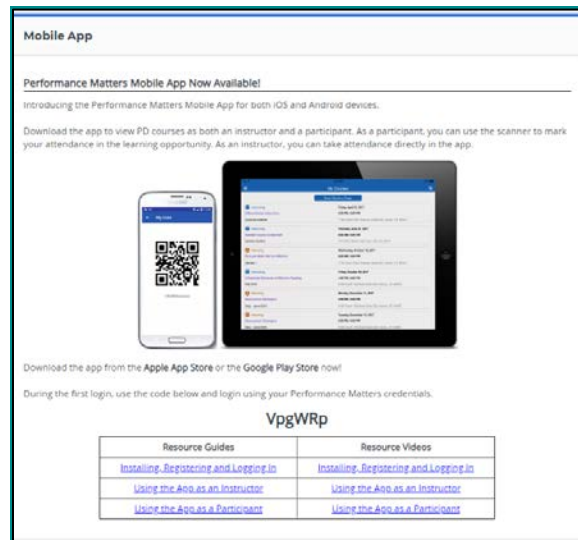 Mobile App
Performance Matters Mobile App Now Available!
Introducing the Performance Matters Mobile App for both iOS and Android devices.
Download the app to view PD courses as both an instructor and a participant. As a participant, you can use the scanner to mark
your attendance in the learning opportunity. As an instructor, you can take attendance directly in the app.
Download the app from the Apple App Store or the Google Play Store now!
During the first login, use the code below and login using your Performance Matters credentials.
VpgWRp
Resource Guides Resource Videos
Installing, Registering and Logging In Installing, Registering and Logging In
Using the App as an Instructor Using the App as an Instructor
Using the App as a Participant Using the App as a Participant